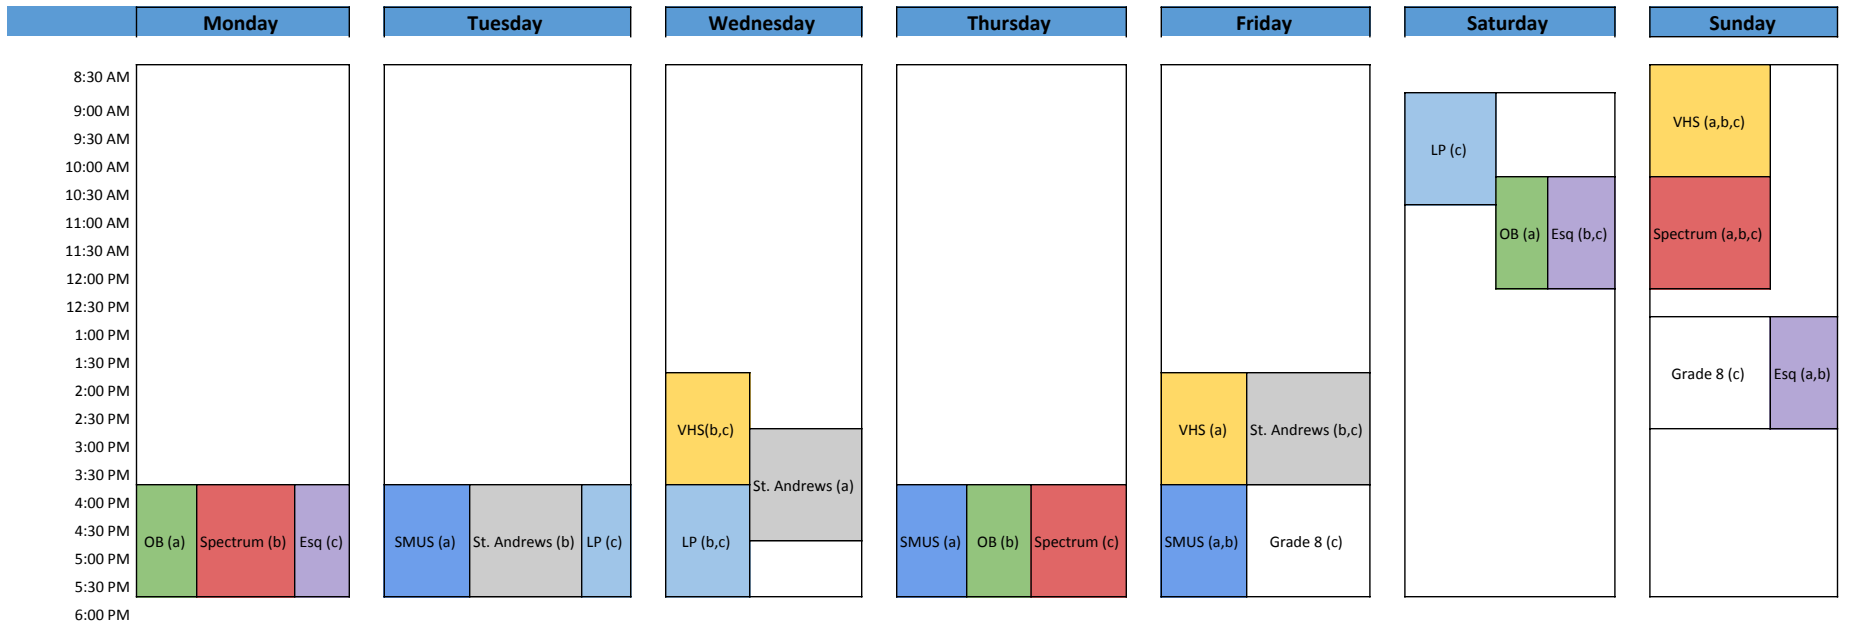 Monday Tuesday Wednesday Thursday Friday Saturday Sunday
8:30 AM
9:00 AM
9:30 AM VHS (a,b,c)
10:00 AM LP (c)
10:30 AM
11:00 AM
11:30 AM OB (a) Esq (b,c) Spectrum (a,b,c)
12:00 PM
12:30 PM
1:00 PM
1:30 PM
2:00 PM Grade 8 (c) Esq (a,b)
2:30 PM
3:00 PM VHS(b,c) VHS (a) St. Andrews (b,c)
3:30 PM
4:00 PM St. Andrews (a)
4:30 PM
5:00 PM OB (a) Spectrum (b) Esq (c) SMUS (a) St. Andrews (b) LP (c) LP (b,c) SMUS (a) OB (b) Spectrum (c) SMUS (a,b) Grade 8 (c)
5:30 PM
6:00 PM